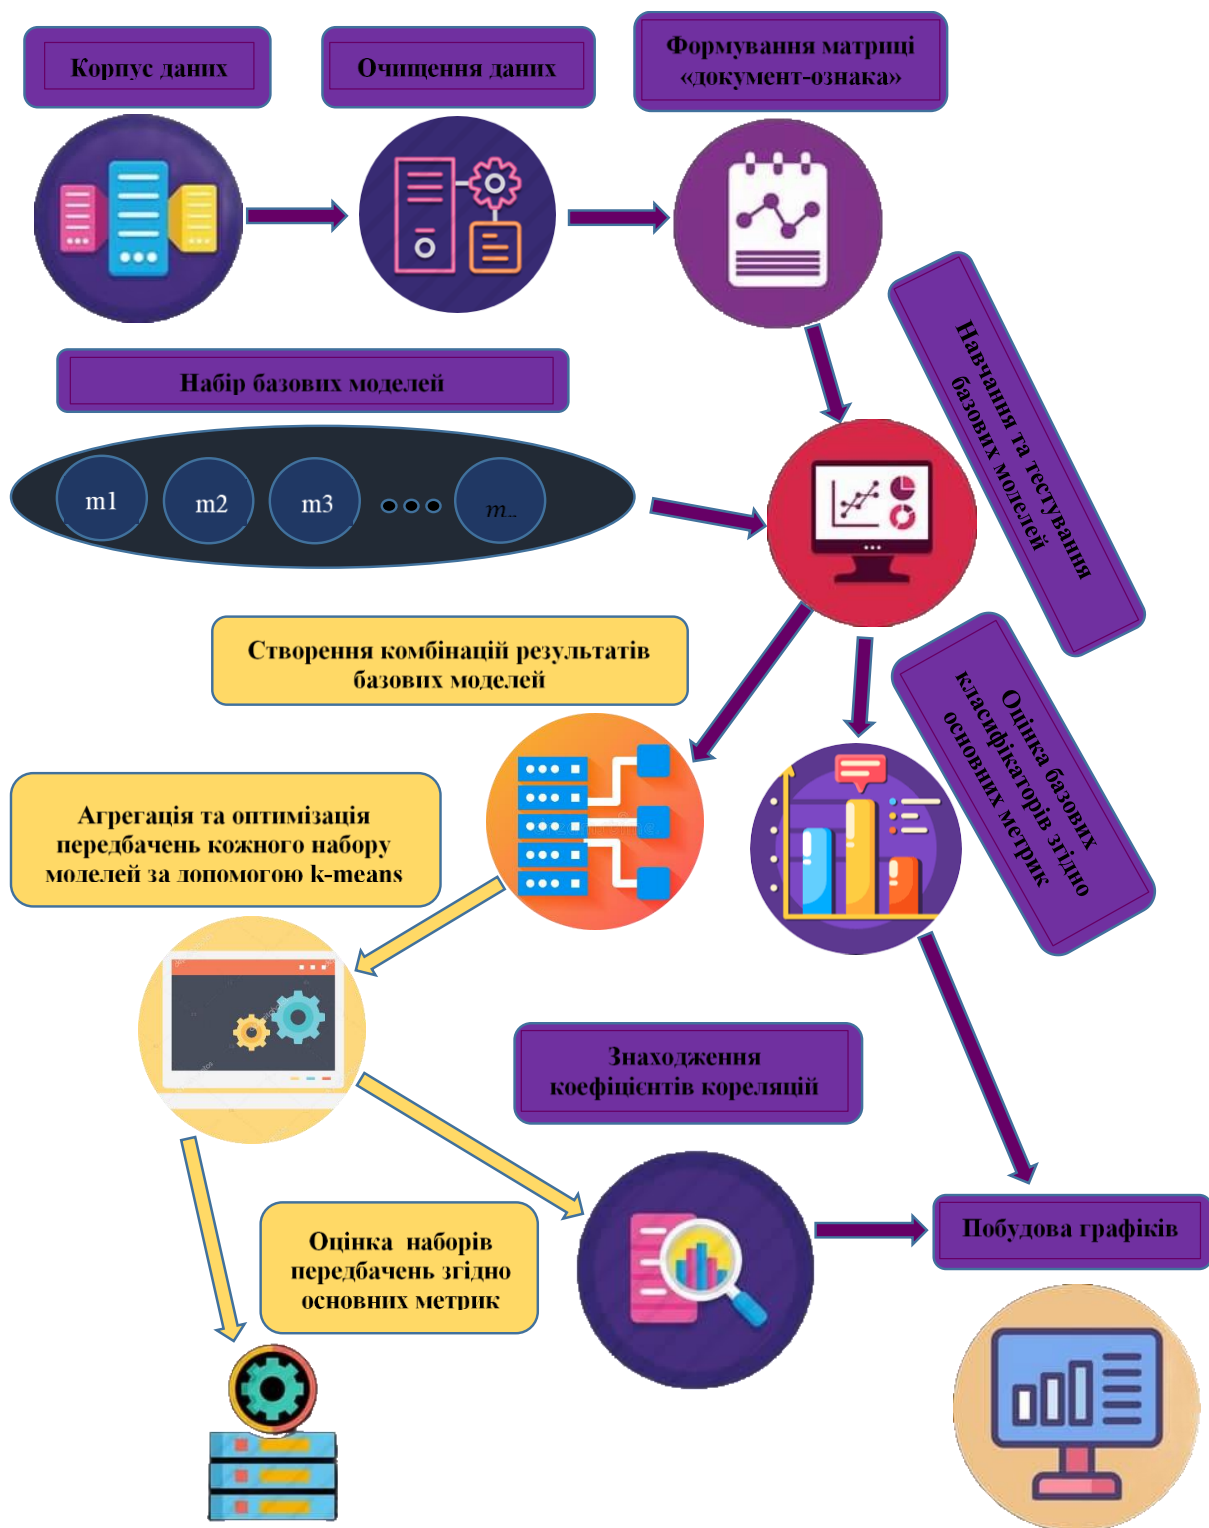 Корпус даних
Очищення даних
Формування матриці
«документ-ознака»
Навчання та тестування
базових моделей
Набір базових моделей
m1
m2
m3
m..
Створення комбінацій результатів
базових моделей
Оцінка базових
класифікаторів згідно
основних метрик
Агрегація та оптимізація
передбачень кожного набору
моделей за допомогою k-means
Знаходження
коефіцієнтів кореляцій
Оцінка наборів
передбачень згідно
основних метрик
Побудова графіків